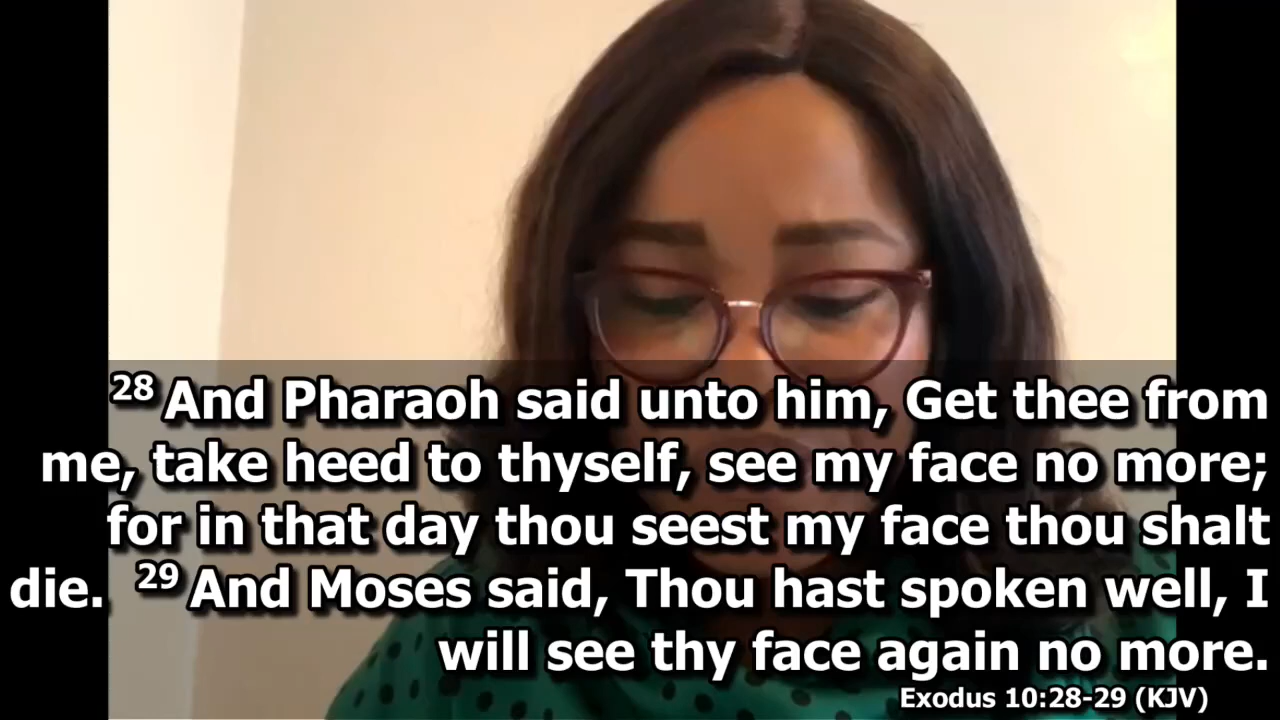 28 And Pharaoh said unto him, Get thee from
me, take heed to thyself, see my face no more;
for in that day thou seest my face thou shalt
die. 29 And Moses said, Thou hast spoken well, I
will see thy face again no more.
Exodus 10:28-29 (KJV)